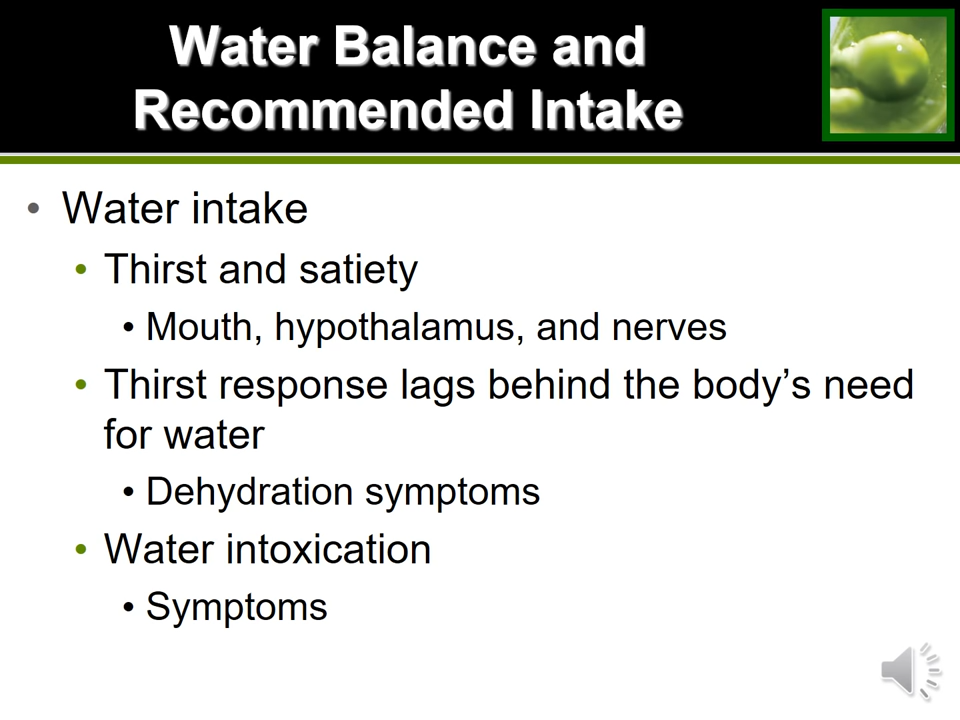 Water Balance and
Recommended Intake
• Water intake
• Thirst and satiety
• Mouth, hypothalamus, and nerves
• Thirst response lags behind the body’s need
for water
• Dehydration symptoms
• Water intoxication
• Symptoms